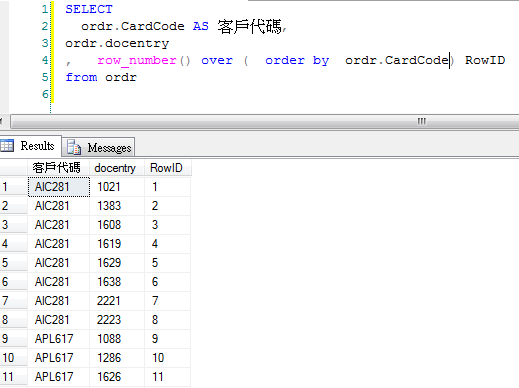 1 SELECT
2 ordr.CardCode AS 客戶代碼,
3 ordr.docentry
4 , row_number() over ( order by ordr.CardCode) RowID
5 from ordr
6
Results Messages
客戶代碼 docentry RowID
1 AIC281 1021 1
2 AIC281 1383 2
3 AIC281 1608 3
4 AIC281 1619 4
5 AIC281 1629 5
6 AIC281 1638 6
7 AIC281 2221 7
8 AIC281 2223 8
9 APL617 1088 9
10 APL617 1286 10
11 APL617 1626 11